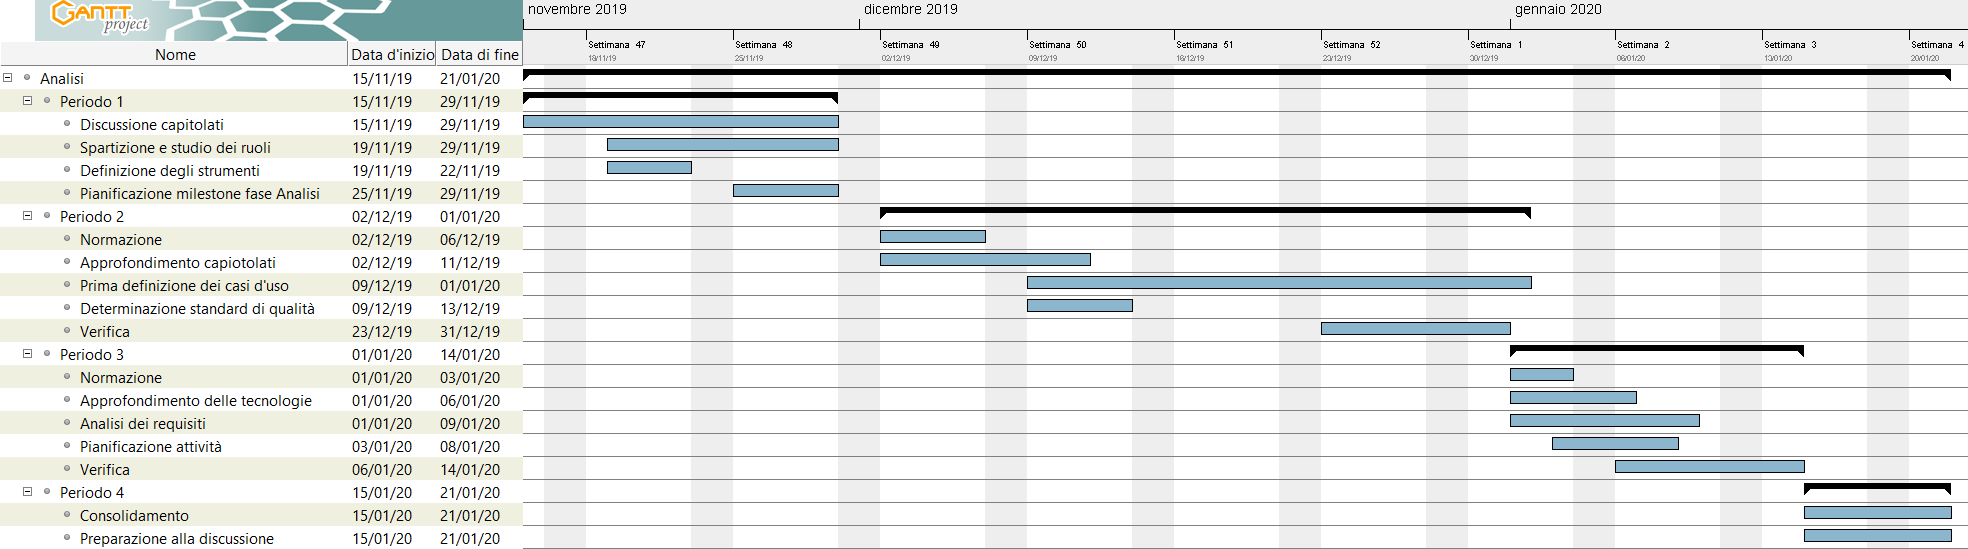 GANTT
project
novembre 2019 dicembre 2019 gennaio 2020
Settimana 47 Settimana 48 Settimana 49 Settimana 50 Settimana 51 Settimana 52 Settimana 1 Settimana 2 Settimana 3 Settimana 4
18/11/19 25/11/19 02/12/19 09/12/19 16/12/19 23/12/19 30/12/19 06/01/20 13/01/20 20/01/20
Nome Data d'inizio Data di fine
Analisi 15/11/19 21/01/20
Periodo 1 15/11/19 29/11/19
Discussione capitolati 15/11/19 29/11/19
Spartizione e studio dei ruoli 19/11/19 29/11/19
Definizione degli strumenti 19/11/19 22/11/19
Pianificazione milestone fase Analisi 25/11/19 29/11/19
Periodo 2 02/12/19 01/01/20
Normazione 02/12/19 06/12/19
Approfondimento capiotolati 02/12/19 11/12/19
Prima definizione dei casi d'uso 09/12/19 01/01/20
Determinazione standard di qualità 09/12/19 13/12/19
Verifica 23/12/19 31/12/19
Periodo 3 01/01/20 14/01/20
Normazione 01/01/20 03/01/20
Approfondimento delle tecnologie 01/01/20 06/01/20
Analisi dei requisiti 01/01/20 09/01/20
Pianificazione attività 03/01/20 08/01/20
Verifica 06/01/20 14/01/20
Periodo 4 15/01/20 21/01/20
Consolidamento 15/01/20 21/01/20
Preparazione alla discussione 15/01/20 21/01/20